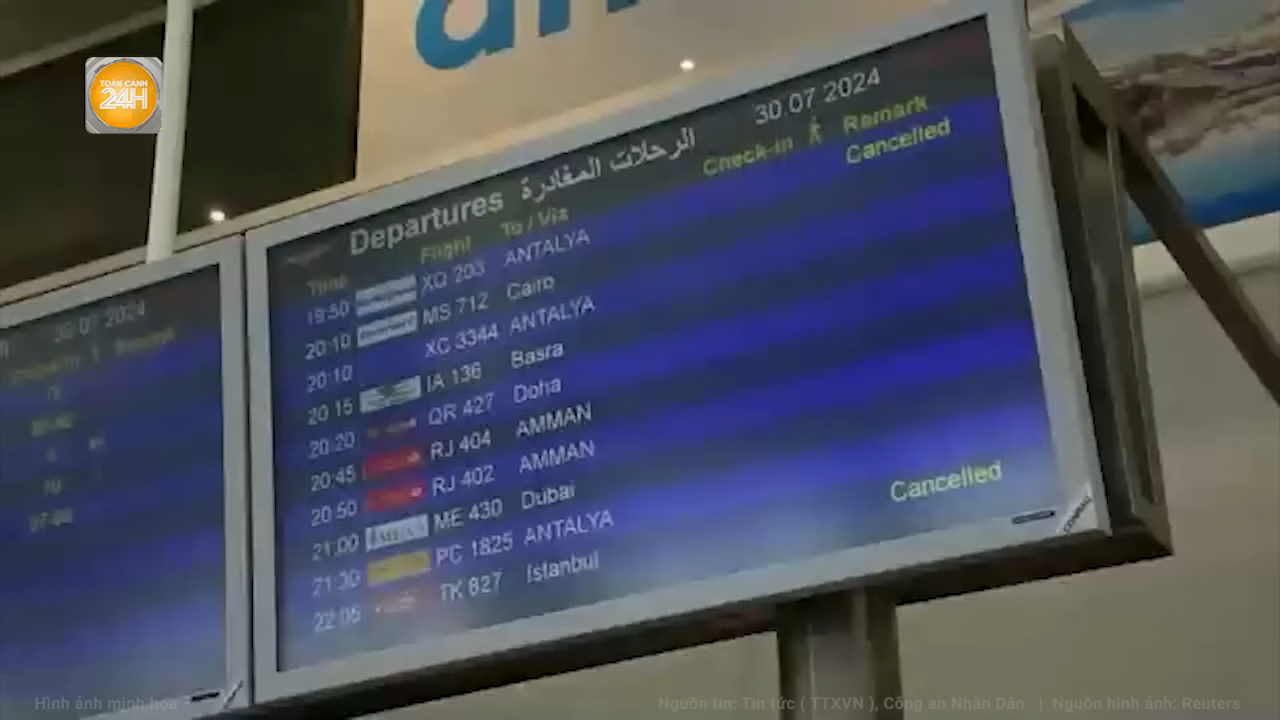 TOÀN CẢNH
24H
Departures الرحلات المغادرة 30.07 2024
Time Flight To / Via Check-in Remark
19:50 XQ 203 ANTALYA Cancelled
20:10 MS 712 Cairo
20:10 XC 3344 ANTALYA
20 15 IA 136 Basra
20:20 QR 427 Doha
20:45 RJ 404 AMMAN
20 50 RJ 402 AMMAN
21:00 MEA ME 430 Dubai
21:30 PC 1825 ANTALYA
22:05 TK 827 Istanbul Cancelled
30.07 2024
Hình ảnh minh họa
Nguồn tin: Tin tức ( TTXVN ), Công an Nhân Dân | Nguồn hình ảnh: Reuters